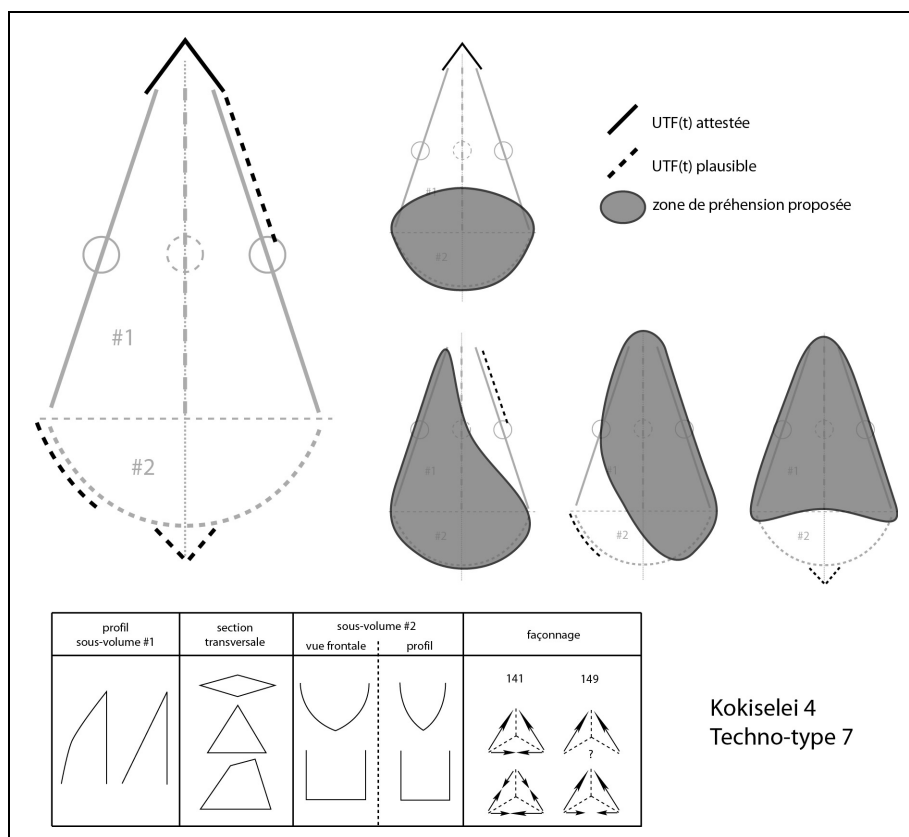 #1
#2
#1
#2
UTF(t) attestée
UTF(t) plausible
zone de préhension proposée
#1
#2
#1
#2
#1
#2
profil
sous-volume #1
section
transversale
sous-volume #2
vue frontale
profil
façonnage
141
149
?
Kokiselei 4
Techno-type 7